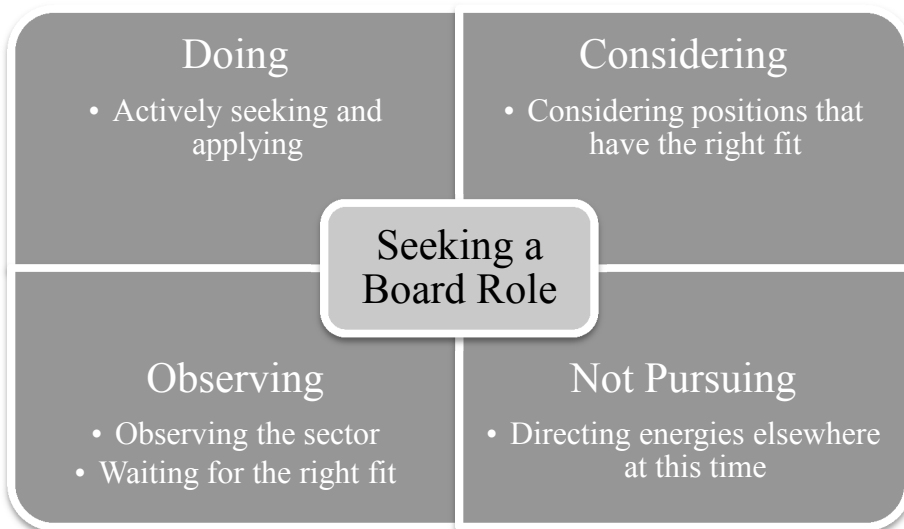 Doing
• Actively seeking and
applying
Considering
• Considering positions that
have the right fit
Seeking a
Board Role
Observing
• Observing the sector
• Waiting for the right fit
Not Pursuing
• Directing energies elsewhere
at this time